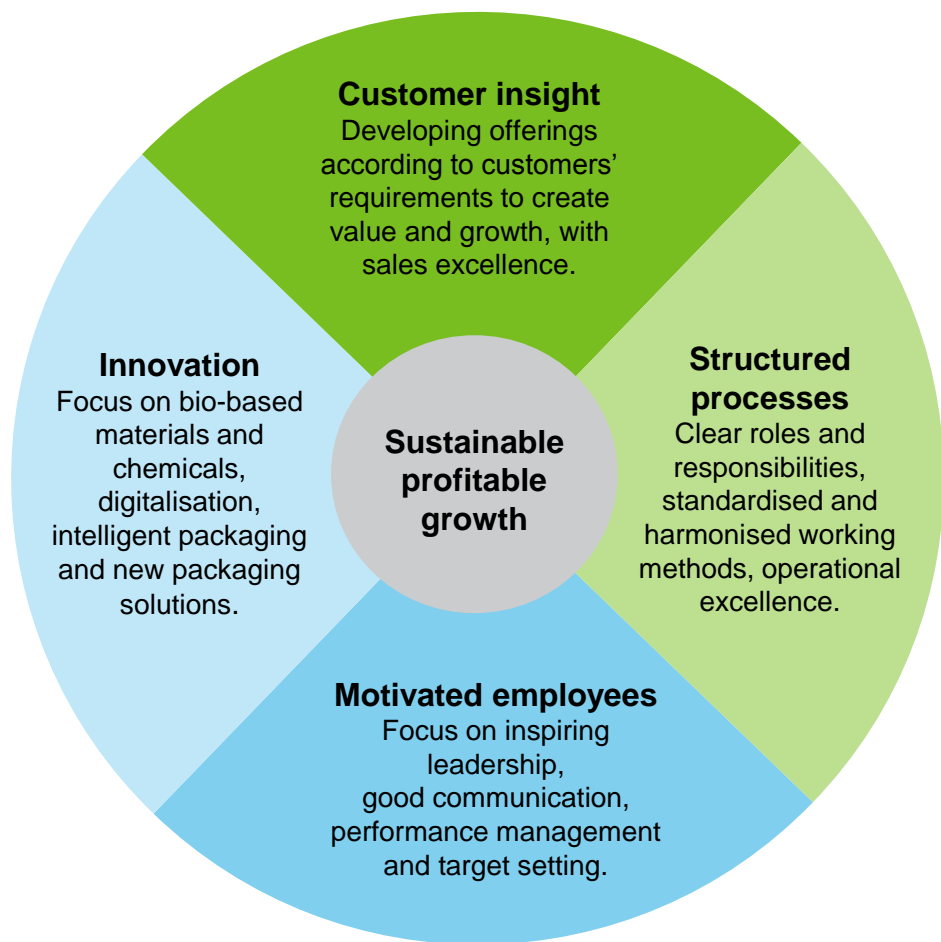 Customer insight
Developing offerings
according to customers’
requirements to create
value and growth, with
sales excellence.
Innovation
Focus on bio-based
materials and
chemicals,
digitalisation,
intelligent packaging
and new packaging
solutions.
Sustainable
profitable
growth
Structured
processes
Clear roles and
responsibilities,
standardised and
harmonised working
methods, operational
excellence.
Motivated employees
Focus on inspiring
leadership,
good communication,
performance management
and target setting.